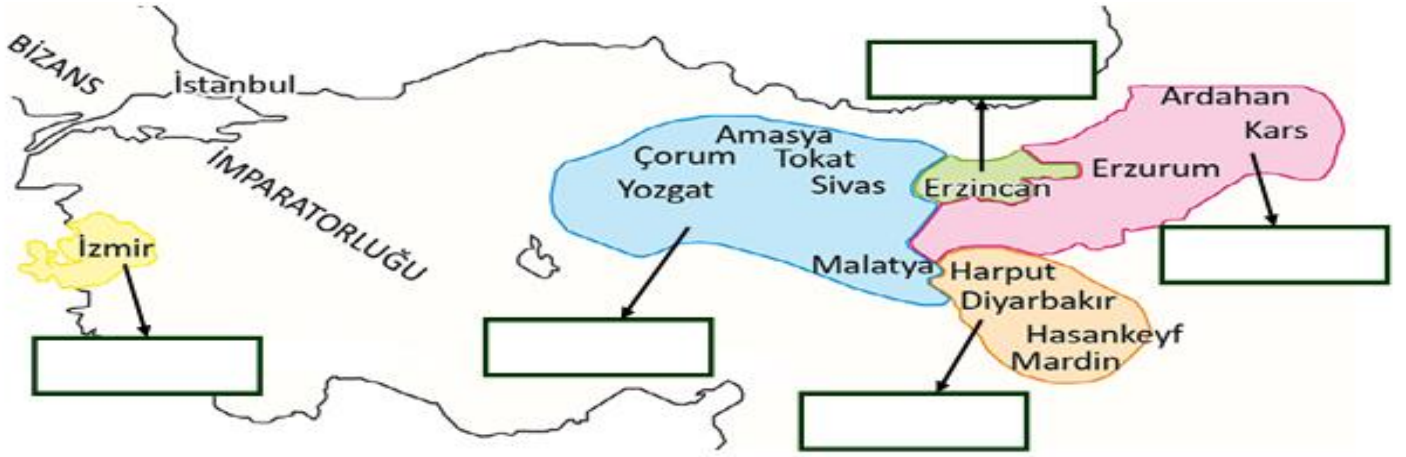 BİZANS
İstanbul
İMPARATORLUĞU
İzmir
Amasya
Çorum
Tokat
Yozgat
Sivas
Malatya
Erzincan
Ardahan
Kars
Erzurum
Harput
Diyarbakır
Hasankeyf
Mardin